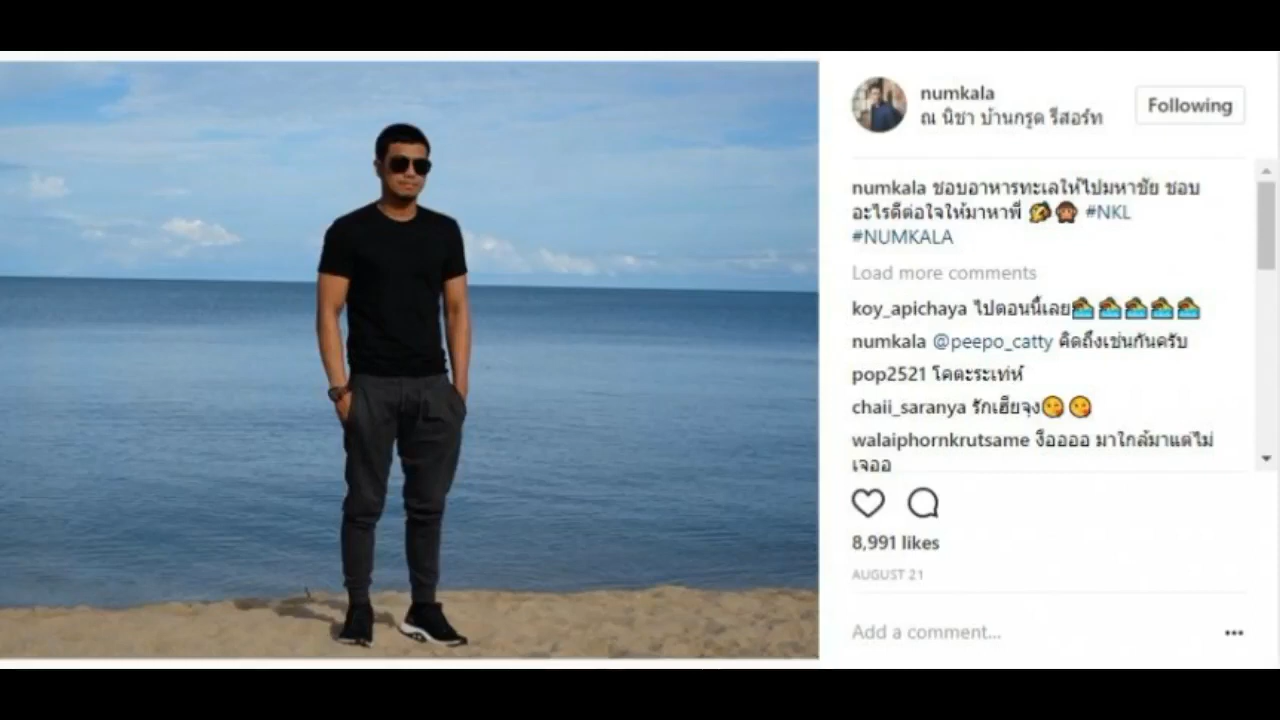 numkala
ณ นิชา บ้านกรูด รีสอร์ท
Following
numkala ชอบอาหารทะเลให้ไปมหาชัย ชอบ
อะไรดีต่อใจให้มาหาพี่ 🤣🙊 #NKL
#NUMKALA
Load more comments
koy_apichaya ไปตอนนี้เลย🏊🏊🏊🏊🏊
numkala @peepo_catty คิดถึงเช่นกันครับ
pop2521 โคตะระเท่ห์
chaii_saranya รักเฮียจุง😋😋
walaiphornkrutsame งื้ออออ มาใกล้มาแต่ไม่
เจออ
8,991 likes
AUGUST 21
Add a comment...